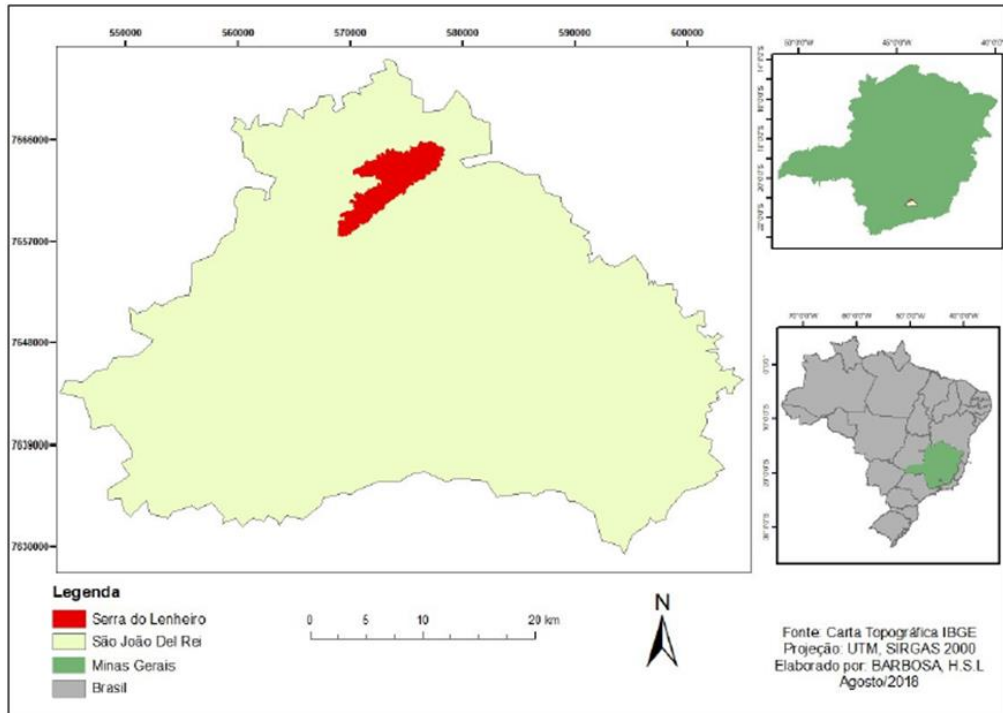 550000 560000 570000 580000 590000 600000
7666000
7657000
7648000
7639000
7630000
Legenda
Serra do Lenheiro
São João Del Rei
Minas Gerais
Brasil
0 5 10 20 km
N
Fonte: Carta Topográfica IBGE
Projeção: UTM, SIRGAS 2000
Elaborado por: BARBOSA, H.S.L
Agosto/2018